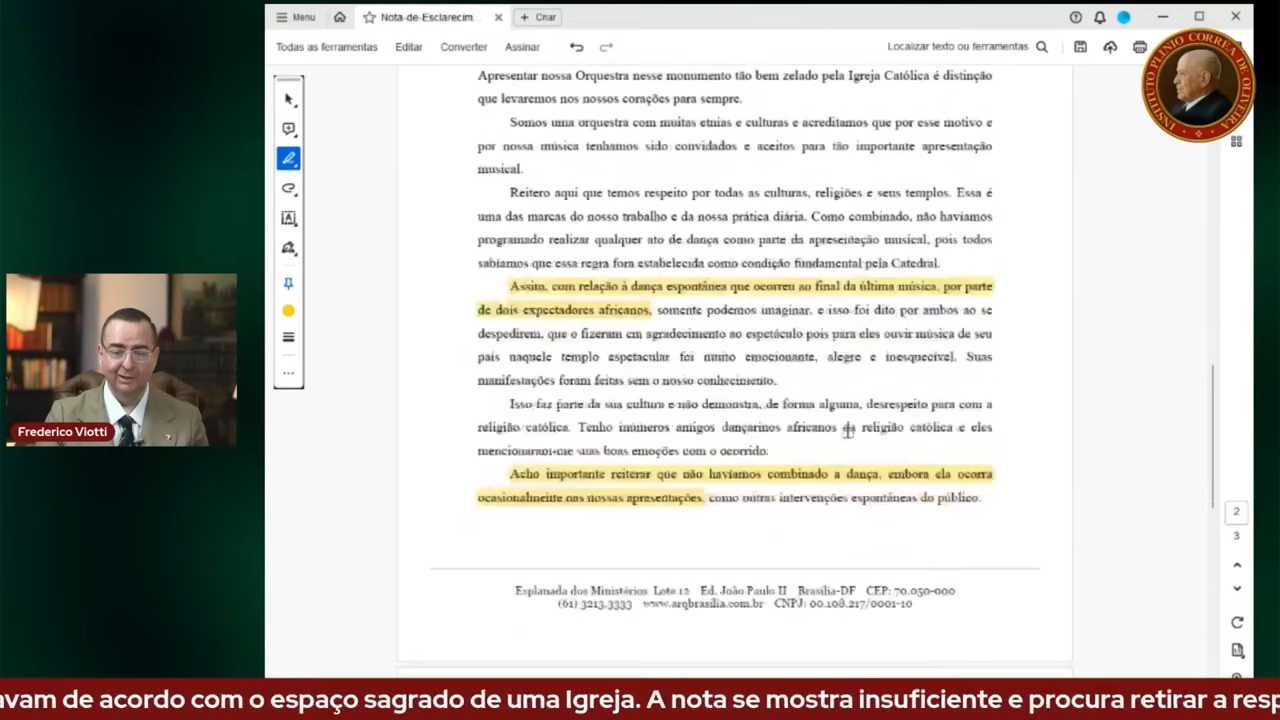 Menu
Nota-de-Esclarecim...
Criar
Todas as ferramentas
Editar
Converter
Assinar
Localizar texto ou ferramentas
INSTITUTO PLINIO CORRÊA DE OLIVEIRA
Apresentar nossa Orquestra nesse monumento tão bem zelado pela Igreja Católica é distinção
que levaremos nos nossos corações para sempre.
Somos uma orquestra com muitas etnias e culturas e acreditamos que por esse motivo e
por nossa música tenhamos sido convidados e aceitos para tão importante apresentação
musical.
Reitero aqui que temos respeito por todas as culturas, religiões e seus templos. Essa é
uma das marcas do nosso trabalho e da nossa prática diária. Como combinado, não havíamos
programado realizar qualquer ato de dança como parte da apresentação musical, pois todos
sabíamos que essa regra fora estabelecida como condição fundamental pela Catedral.
Assim, com relação à dança espontânea que ocorreu ao final da última música, por parte
de dois expectadores africanos, somente podemos imaginar, e isso foi dito por ambos ao se
despedirem, que o fizeram em agradecimento ao espetáculo pois para eles ouvir música de seu
país naquele templo espetacular foi muito emocionante, alegre e inesquecível. Suas
manifestações foram feitas sem o nosso conhecimento.
Isso faz parte da sua cultura e não demonstra, de forma alguma, desrespeito para com a
religião católica. Tenho inúmeros amigos dançarinos africanos da religião católica e eles
mencionaram-me suas boas emoções com o ocorrido.
Acho importante reiterar que não havíamos combinado a dança, embora ela ocorra
ocasionalmente nas nossas apresentações, como outras intervenções espontâneas do público.
Esplanada dos Ministérios Lote 12 Ed. João Paulo II Brasília-DF CEP: 70.050-000
(61) 3213.3333 www.arqbrasilia.com.br CNPJ: 00.108.217/0001-10
2
3
Frederico Viotti
avam de acordo com o espaço sagrado de uma Igreja. A nota se mostra insuficiente e procura retirar a resp